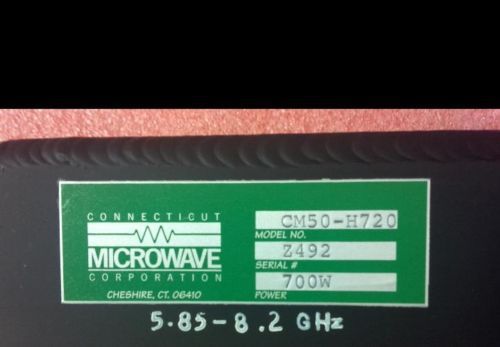 CONNECTICUT
MICROWAVE
CORPORATION
CHESHIRE, CT. 06410
CM50-H720
MODEL NO.
Z492
SERIAL #
700W
POWER
5.85-8.2 GHz